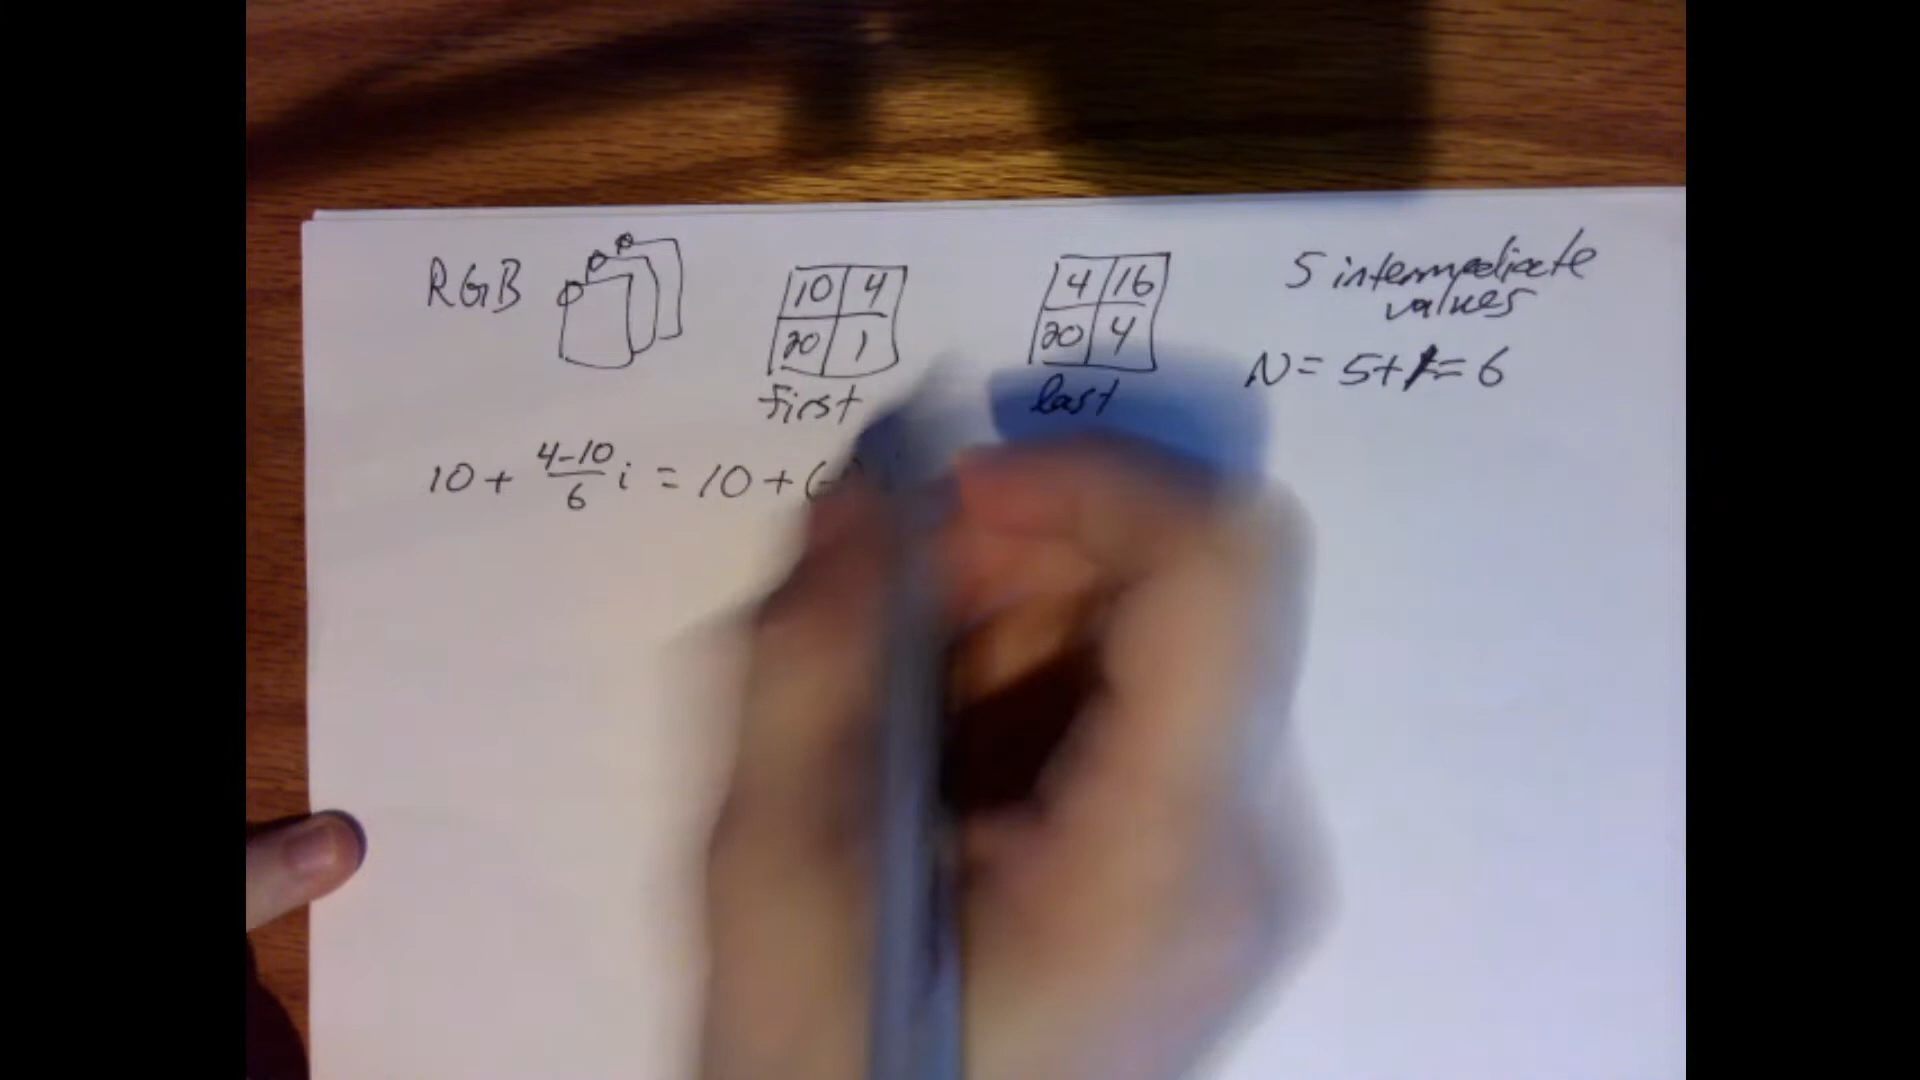 RGB
10 4
20 1
first
4 16
20 4
last
5 intermediate
values
N = 5+1 = 6
10 + 4-10/6 i = 10 + (-